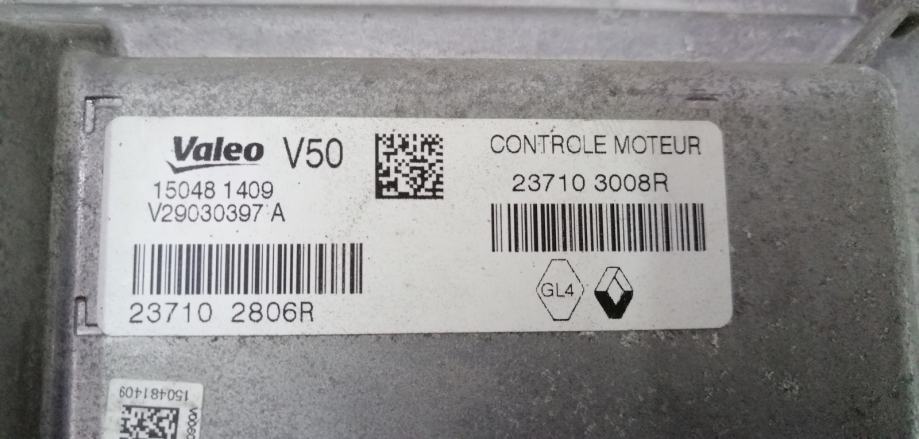 Valeo V50
15048 1409
V29030397 A
23710 2806R
CONTROLE MOTEUR
23710 3008R
GL4
150481409